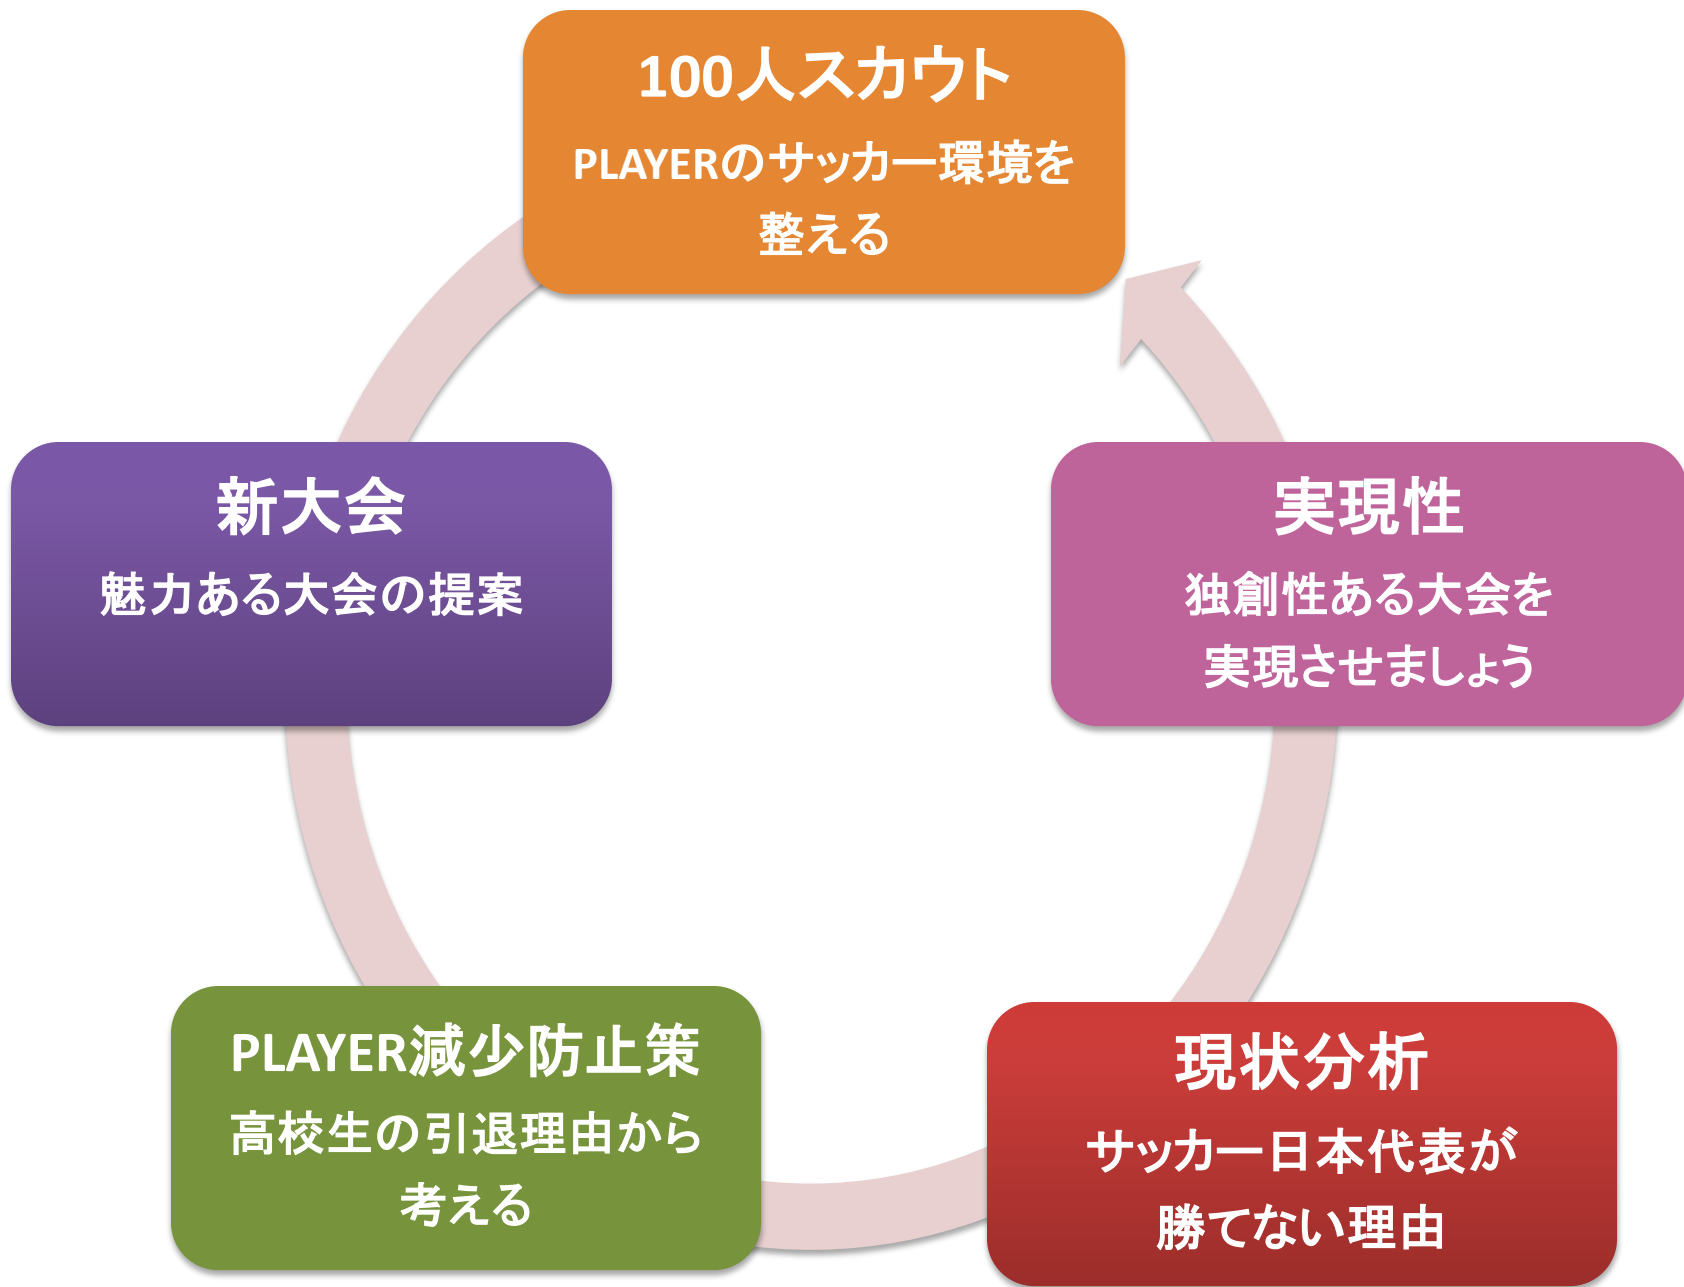 100人スカウト
PLAYERのサッカー環境を
整える
新大会
魅力ある大会の提案
実現性
独創性ある大会を
実現させましょう
PLAYER減少防止策
高校生の引退理由から
考える
現状分析
サッカー日本代表が
勝てない理由